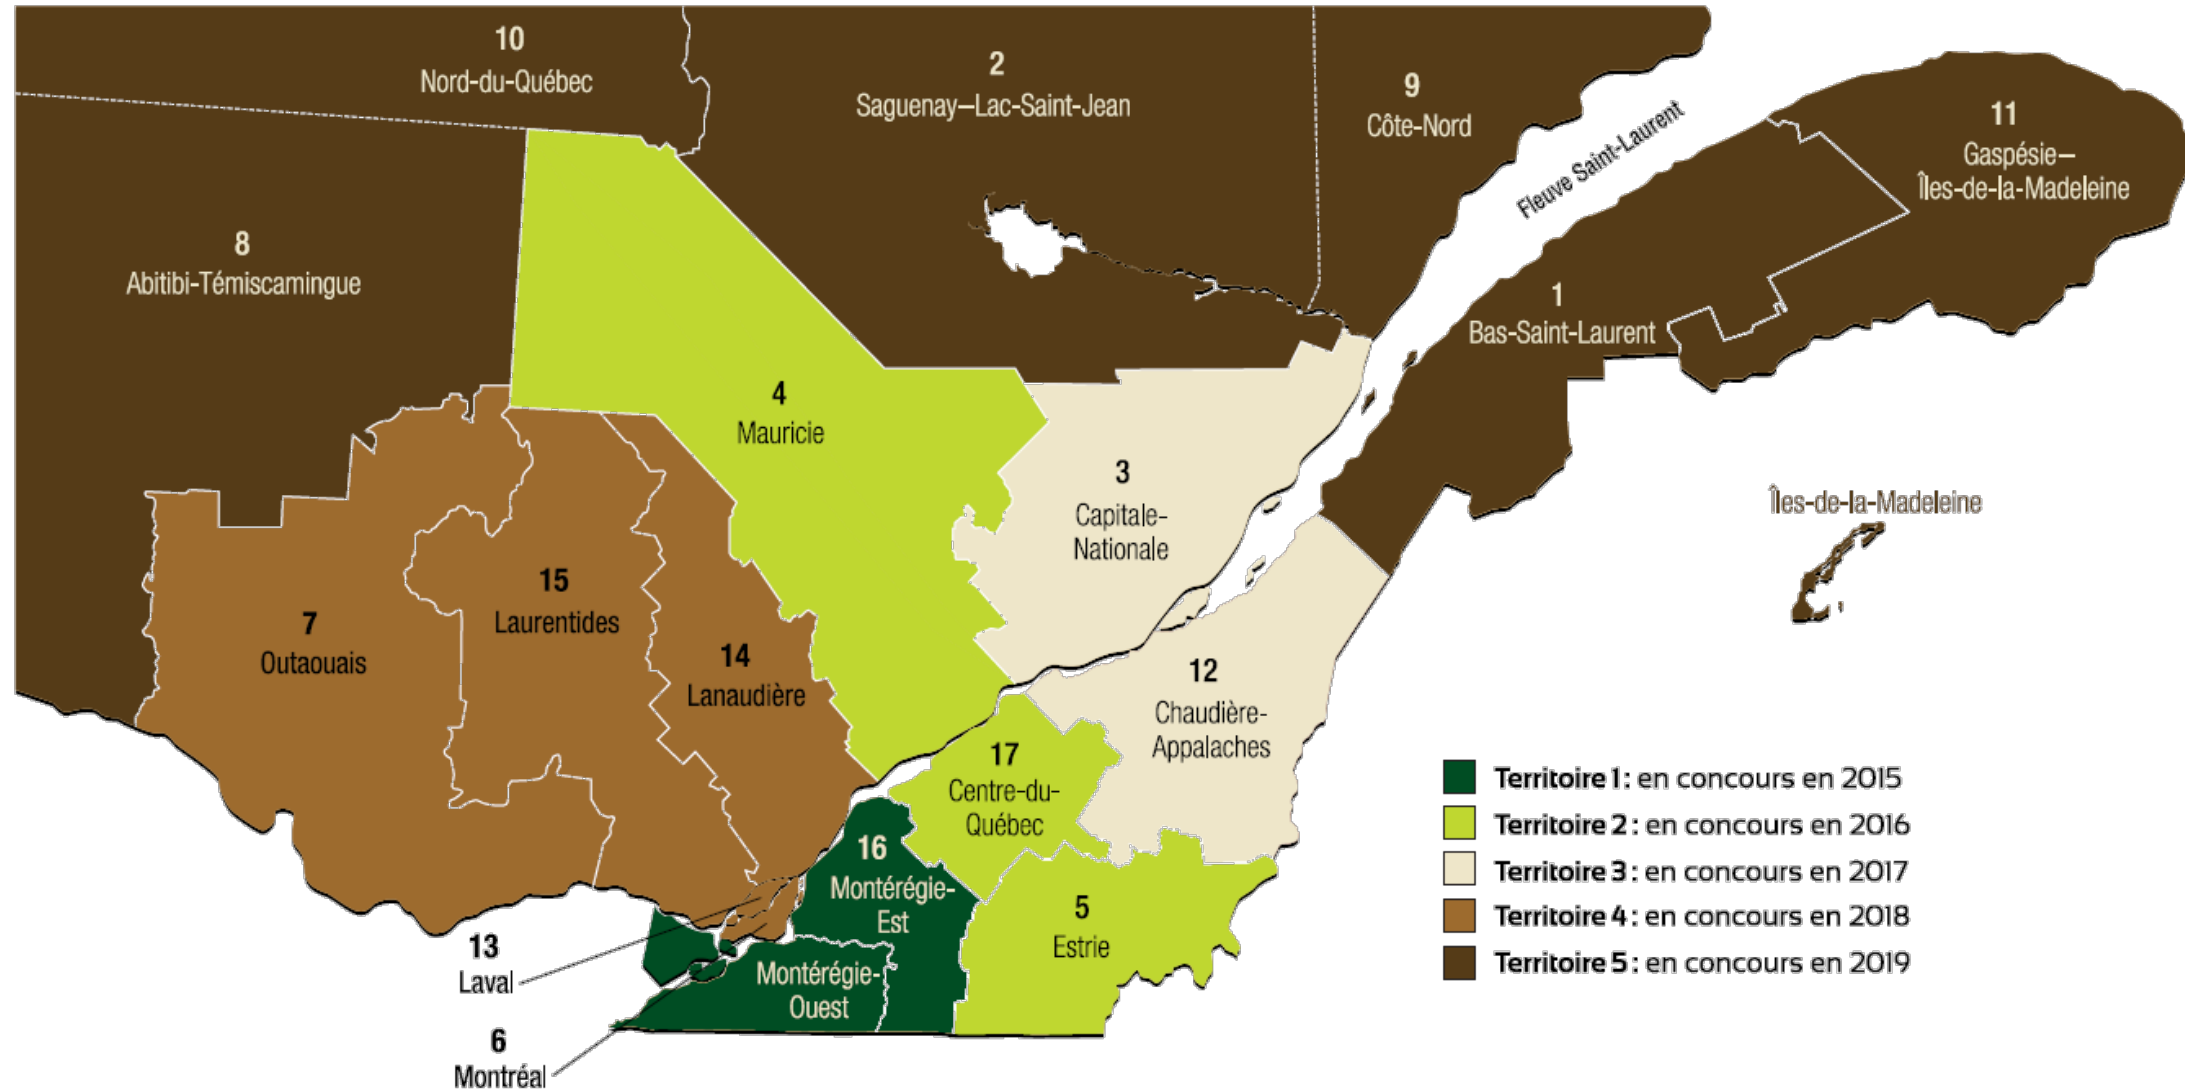 10
Nord-du-Québec
2
Saguenay–Lac-Saint-Jean
9
Côte-Nord
Fleuve Saint-Laurent
11
Gaspésie–
Îles-de-la-Madeleine
8
Abitibi-Témiscamingue
1
Bas-Saint-Laurent
4
Mauricie
3
Capitale-
Nationale
Îles-de-la-Madeleine
7
Outaouais
15
Laurentides
14
Lanaudière
12
Chaudière-
Appalaches
17
Centre-du-
Québec
16
Montérégie-
Est
5
Estrie
13
Laval
Montérégie-
Ouest
6
Montréal
Territoire 1 : en concours en 2015
Territoire 2 : en concours en 2016
Territoire 3 : en concours en 2017
Territoire 4 : en concours en 2018
Territoire 5 : en concours en 2019